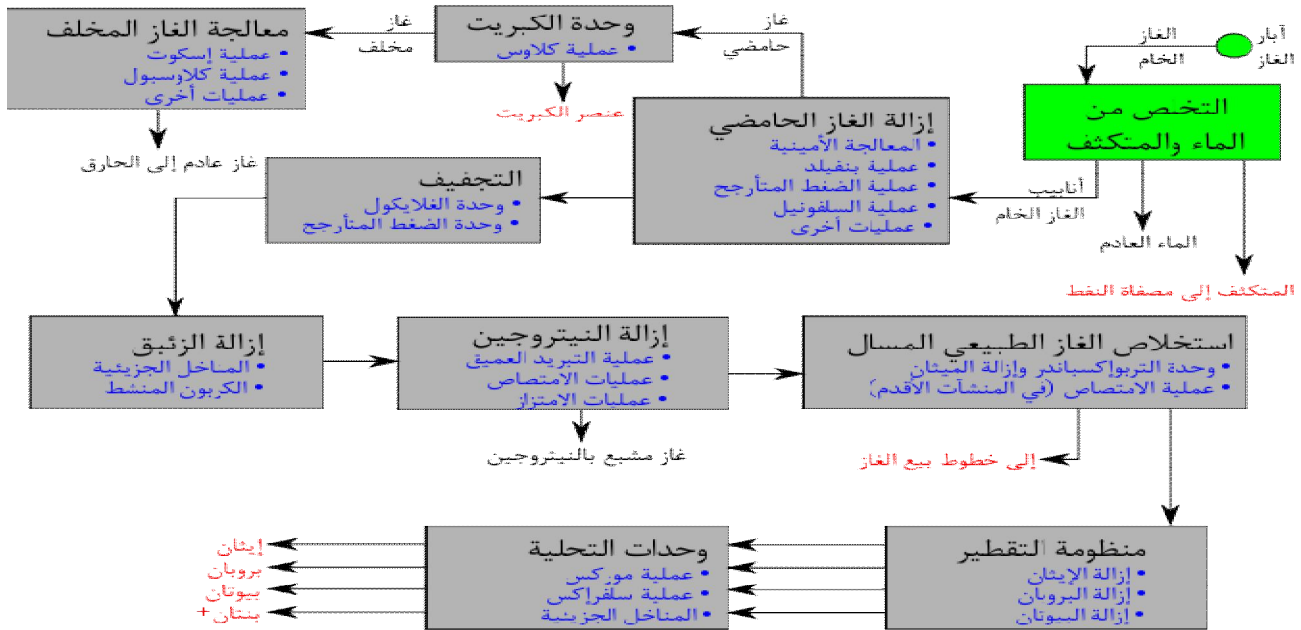 آبار
الغاز
الغاز
الخام
التخلص من
الماء والمتكثف
أنابيب
الغاز الخام
الماء العادم
المتكثف إلى مصفاة النفط
إزالة الغاز الحامضي
• المعالجة الأمينية
• عملية بنفيلد
• عملية الضغط المتأرجح
• عملية السلفونيل
• عمليات أخرى
غاز
حامضي
وحدة الكبريت
• عملية كلاوس
عنصر الكبريت
غاز
مخلف
معالجة الغاز المخلف
• عملية إسكوت
• عملية كلاوسبول
• عمليات أخرى
غاز عادم إلى الحارق
التجفيف
• وحدة الغلايكول
• وحدة الضغط المتأرجح
إزالة الزئبق
• المناخل الجزيئية
• الكربون المنشط
إزالة النيتروجين
• عملية التبريد العميق
• عمليات الامتصاص
• عمليات الامتزاز
غاز مشبع بالنيتروجين
استخلاص الغاز الطبيعي المسال
• وحدة التربوإكسباندر وإزالة الميثان
• عملية الامتصاص (في المنشآت الأقدم)
إلى خطوط بيع الغاز
منظومة التقطير
• إزالة الإيثان
• إزالة البروبان
• إزالة البيوتان
وحدات التحلية
• عملية موركس
• عملية سلفراكس
• المناخل الجزيئية
إيثان
بروبان
بيوتان
بنتان+